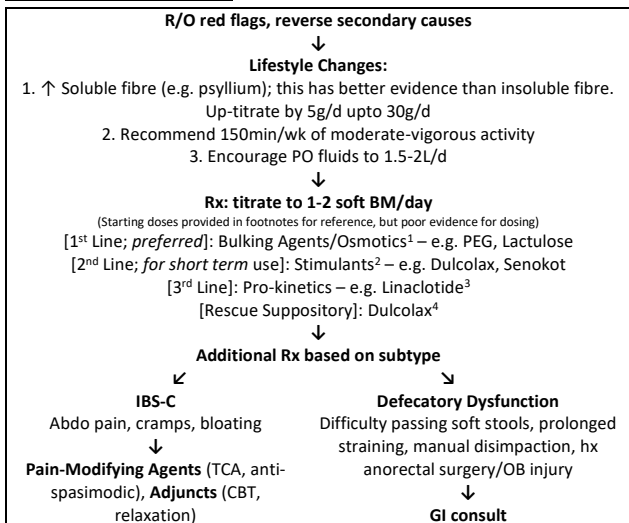 R/O red flags, reverse secondary causes
↓
Lifestyle Changes:
1. ↑ Soluble fibre (e.g. psyllium); this has better evidence than insoluble fibre.
Up-titrate by 5g/d upto 30g/d
2. Recommend 150min/wk of moderate-vigorous activity
3. Encourage PO fluids to 1.5-2L/d
↓
Rx: titrate to 1-2 soft BM/day
(Starting doses provided in footnotes for reference, but poor evidence for dosing)
[1st Line; preferred]: Bulking Agents/Osmotics1 – e.g. PEG, Lactulose
[2nd Line; for short term use]: Stimulants2 – e.g. Dulcolax, Senokot
[3rd Line]: Pro-kinetics – e.g. Linaclotide3
[Rescue Suppository]: Dulcolax4
↓
Additional Rx based on subtype
↙ ↘
IBS-C
Abdo pain, cramps, bloating
↓
Pain-Modifying Agents (TCA, anti-
spasimodic), Adjuncts (CBT,
relaxation)
Defecatory Dysfunction
Difficulty passing soft stools, prolonged
straining, manual disimpaction, hx
anorectal surgery/OB injury
↓
GI consult